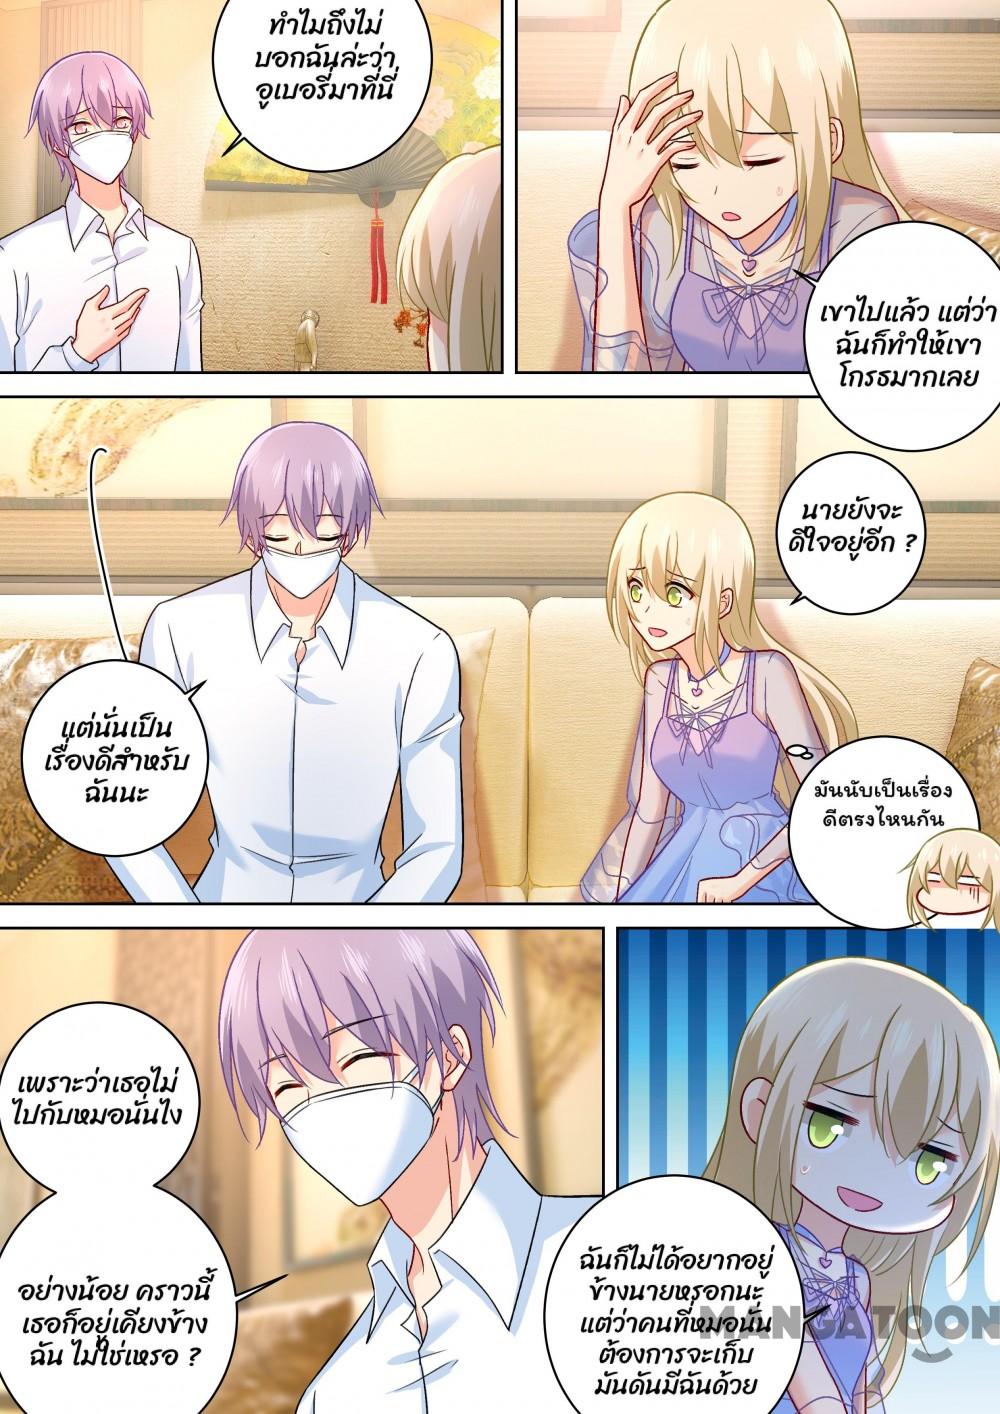 ทำไมถึงไม่
บอกฉันล่ะว่า
อูเบอรี่มาที่นี่
เขาไปแล้ว แต่ว่า
ฉันก็ทำให้เขา
โกรธมากเลย
นายยังจะ
ดีใจอยู่อีก ?
แต่นั่นเป็น
เรื่องดีสำหรับ
ฉันนะ
มันนับเป็นเรื่อง
ดีตรงไหนกัน
เพราะว่าเธอไม่
ไปกับหมอนั่นไง
อย่างน้อย คราวนี้
เธอก็อยู่เคียงข้าง
ฉัน ไม่ใช่เหรอ ?
ฉันก็ไม่ได้อยากอยู่
ข้างนายหรอกนะ
แต่ว่าคนที่หมอนั่น
ต้องการจะเก็บ
มันดันมีฉันด้วย
MANGATOON